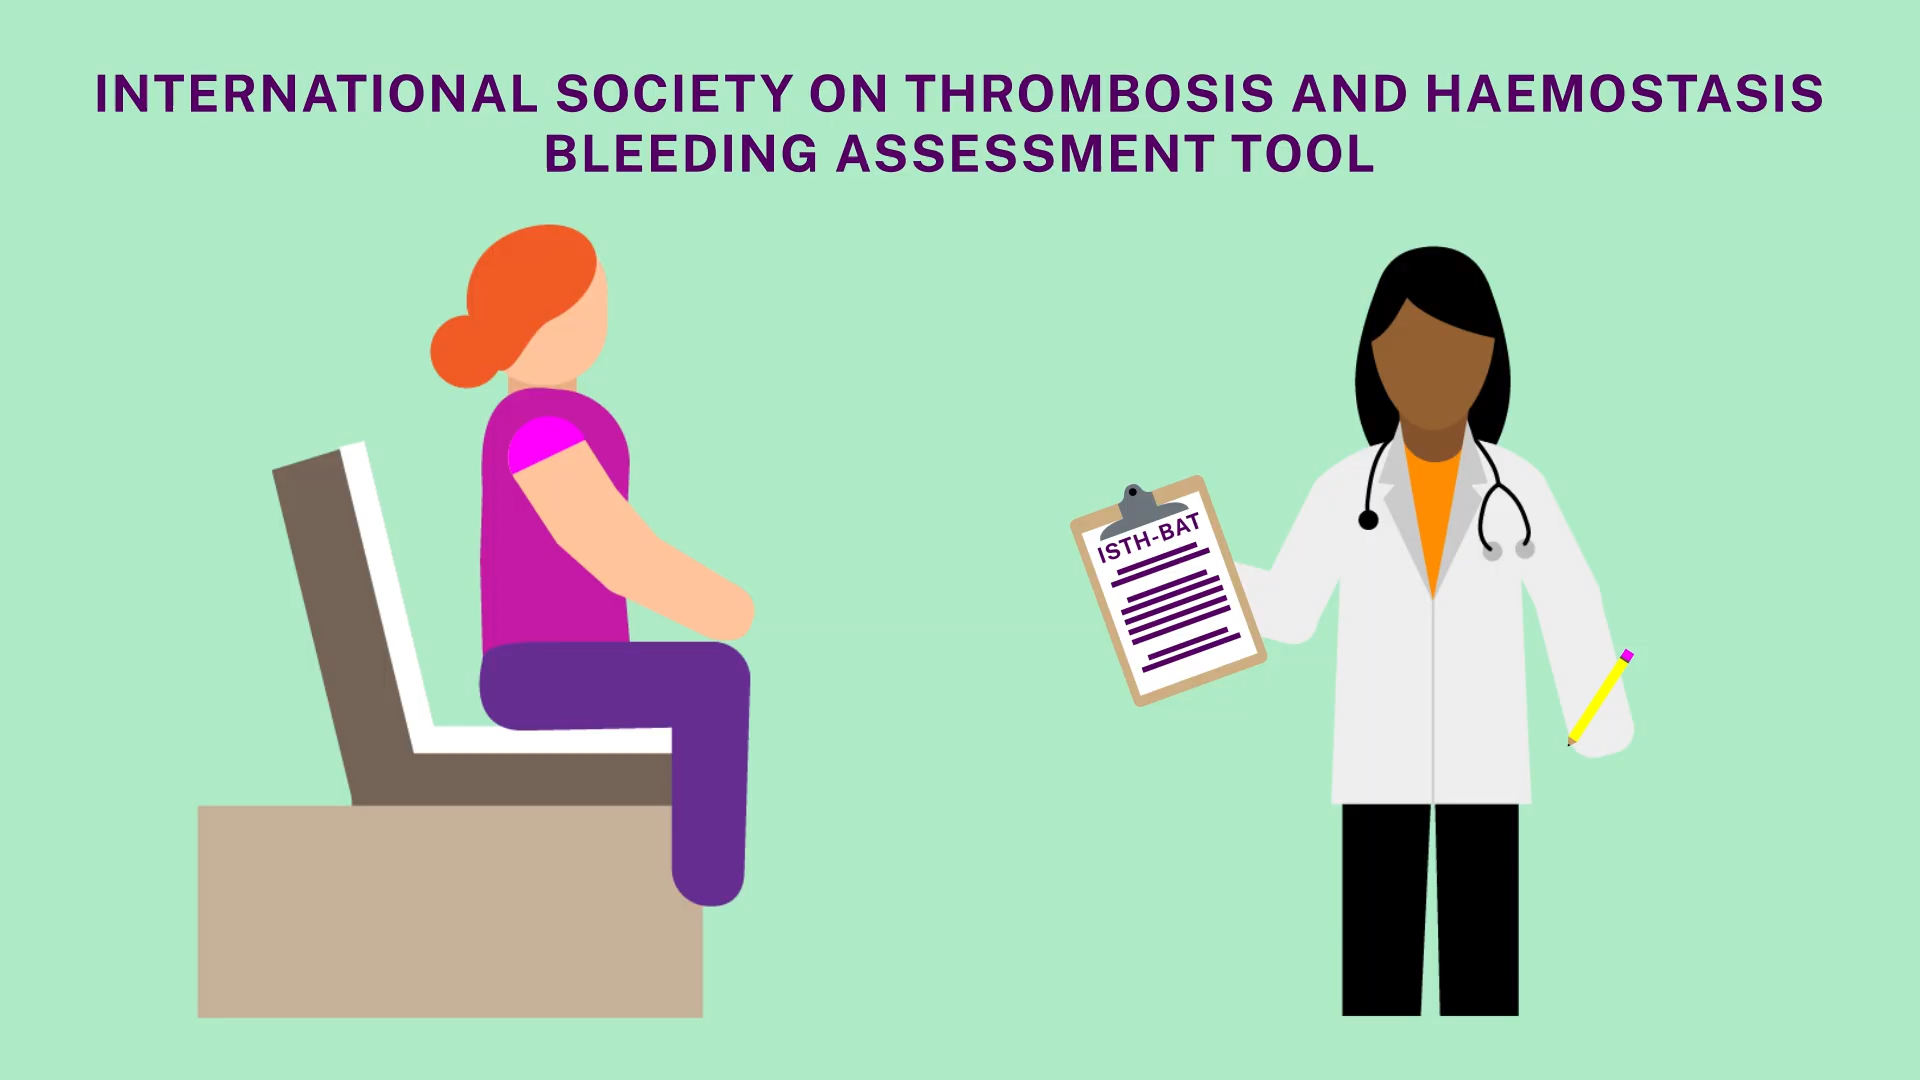 INTERNATIONAL SOCIETY ON THROMBOSIS AND HAEMOSTASIS
BLEEDING ASSESSMENT TOOL
ISTH-BAT